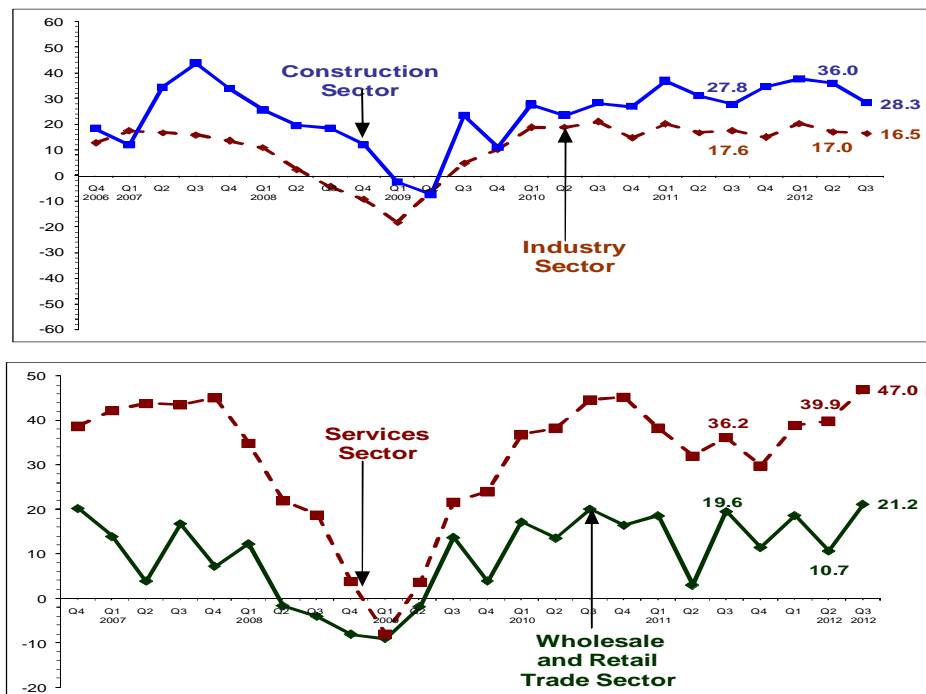 60
50
40
30
20
10
0
-10
-20
-30
-40
-50
-60
Construction
Sector
27.8
36.0
28.3
16.5
17.6
17.0
Q4 Q1 Q2 Q3 Q4 Q1 Q2 Q3 Q4 Q1 Q3 Q4 Q1 Q2 Q3 Q4 Q1 Q2 Q3 Q4 Q1 Q2 Q3
2006 2007 2008 2009 2010 2011 2012
Industry
Sector
50
40
30
20
10
0
-10
-20
Services
Sector
36.2
39.9
47.0
19.6
21.2
10.7
Q4 Q1 Q2 Q3 Q4 Q1 Q2 Q3 Q4 Q1 Q2 Q3 Q4 Q1 Q2 Q3 Q4 Q1 Q2 Q3 Q4 Q1 Q2 Q3
2007 2008 2010 2011 2012 2012
Wholesale
and Retail
Trade Sector